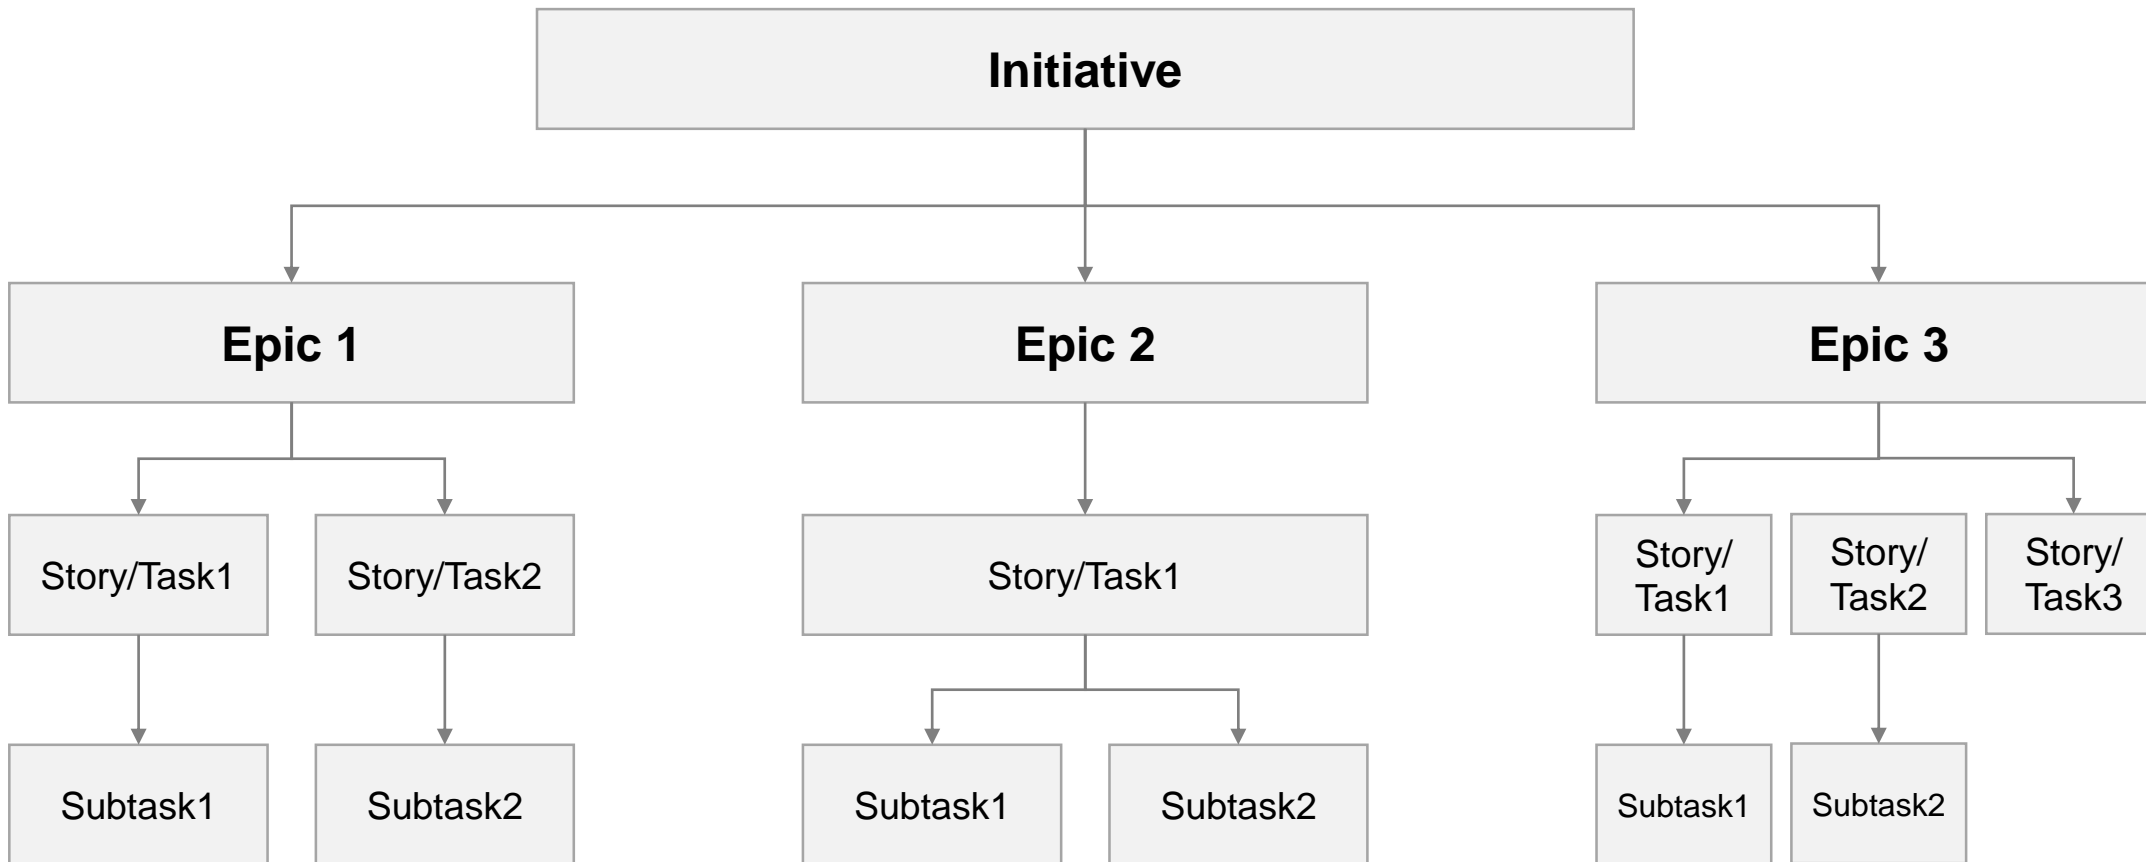 Initiative
Epic 1
Epic 2
Epic 3
Story/Task1
Story/Task2
Story/Task1
Story/
Task1
Story/
Task2
Story/
Task3
Subtask1
Subtask2
Subtask1
Subtask2
Subtask1
Subtask2